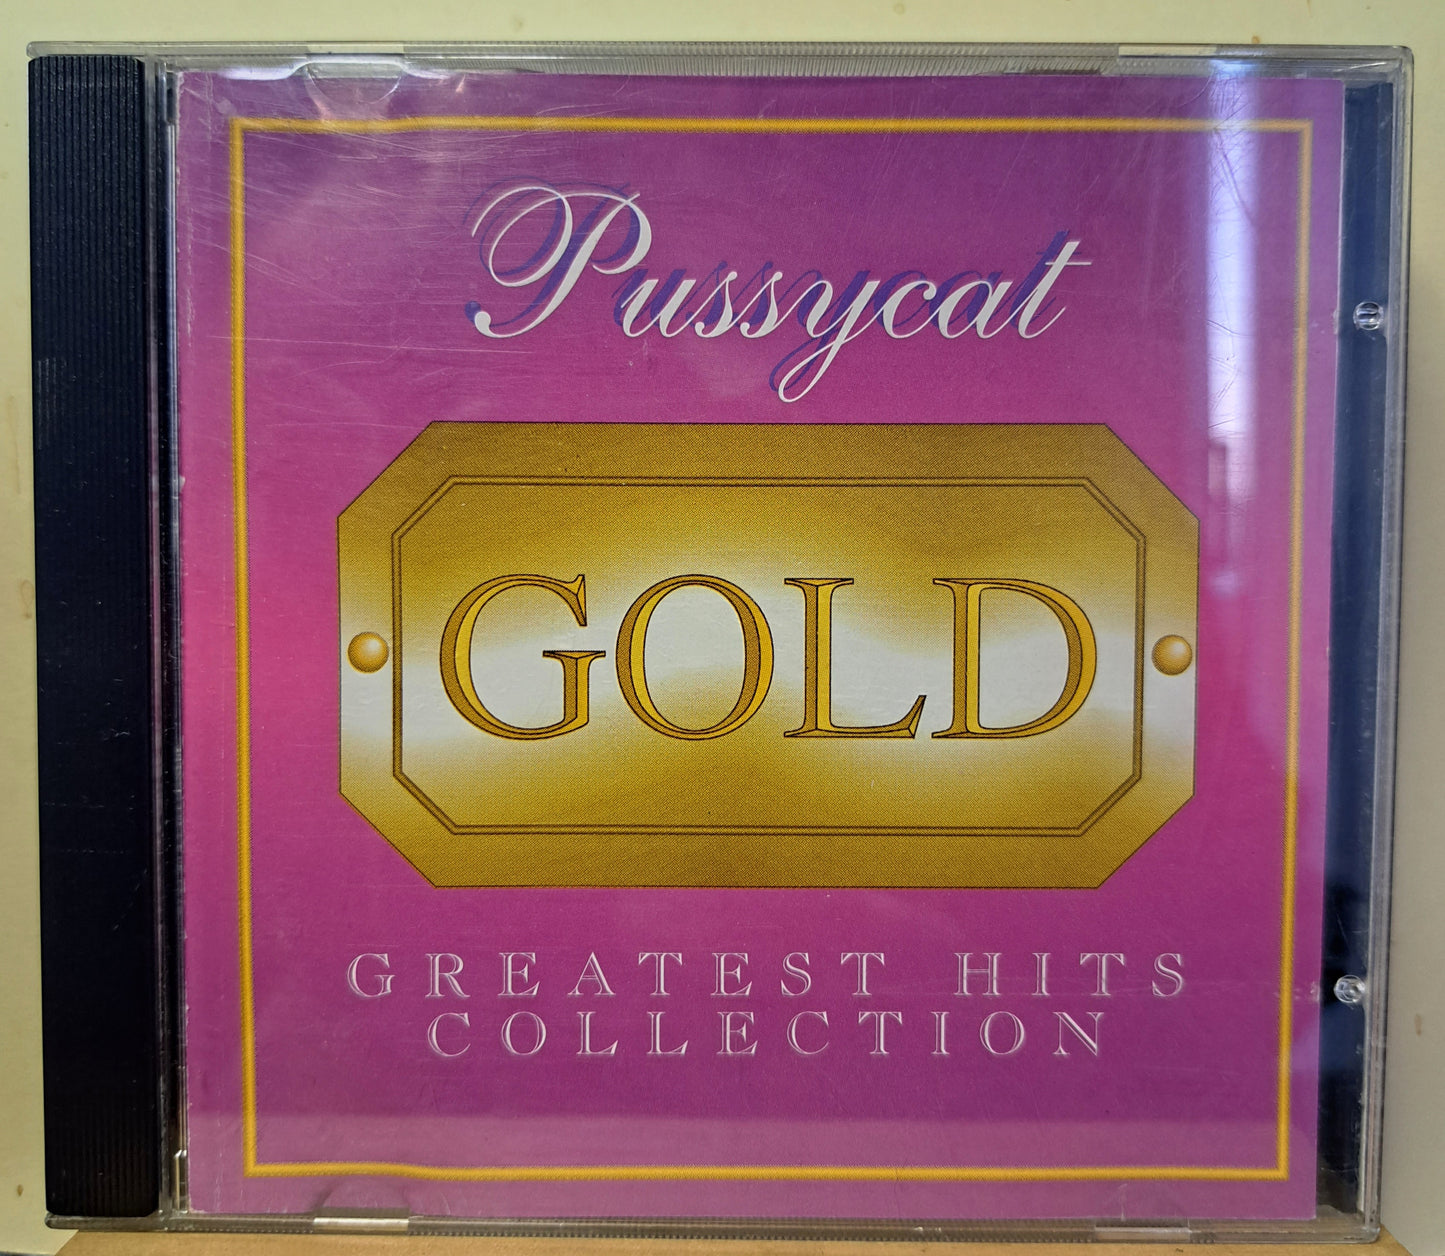 Pussycat
GOLD
GREATEST HITS
COLLECTION